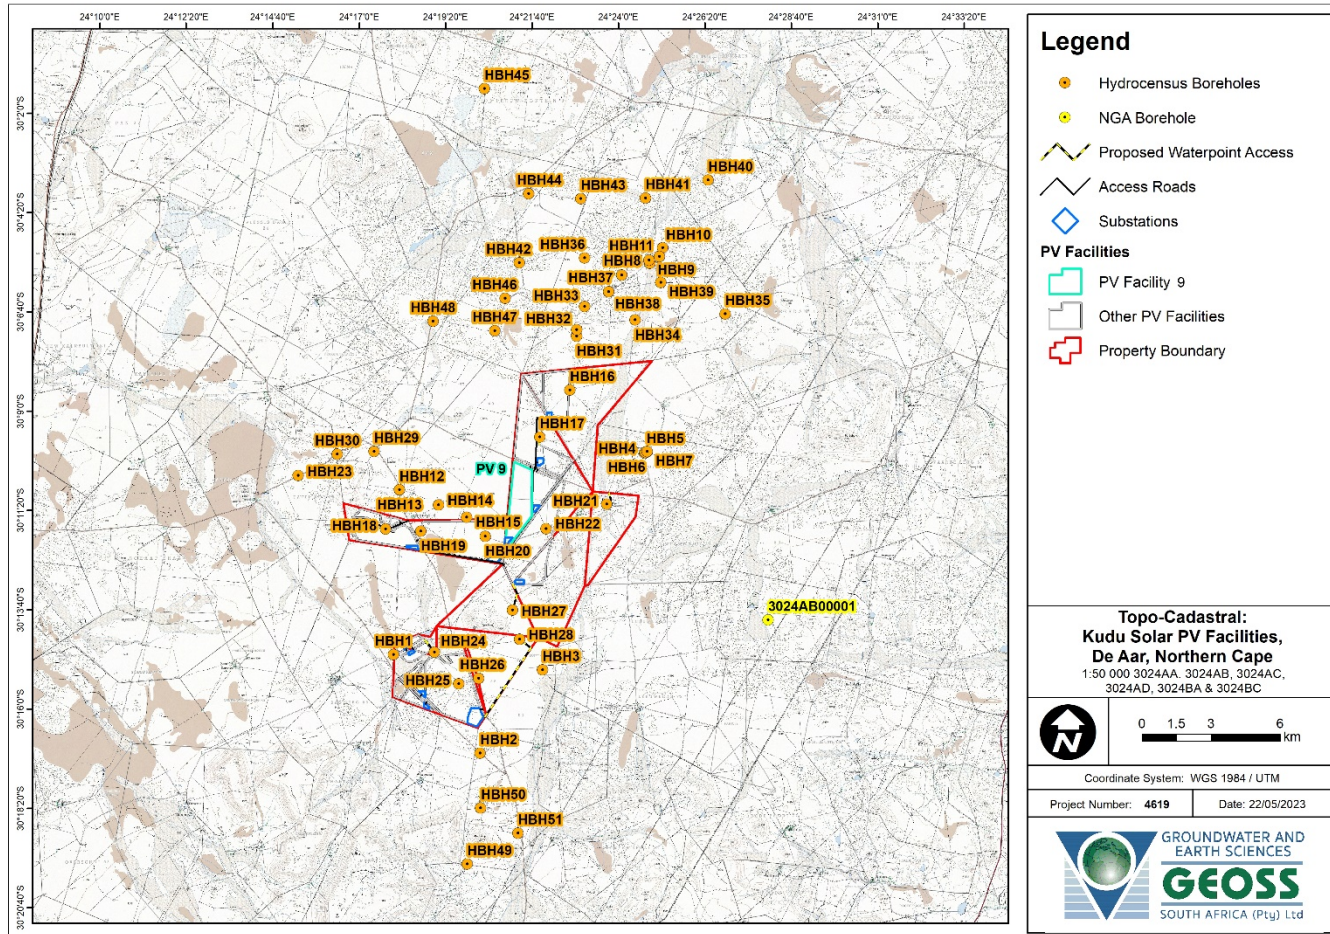 24°10'0"E
24°12'20"E
24°14'40"E
24°17'0"E
24°19'20"E
24°21'40"E
24°24'0"E
24°26'20"E
24°28'40"E
24°31'0"E
24°33'20"E
30°2'0"S
30°4'20"S
30°6'40"S
30°9'0"S
30°11'20"S
30°13'40"S
30°16'0"S
30°18'20"S
30°20'40"S
HBH45
HBH40
HBH44
HBH43
HBH41
HBH10
HBH11
HBH36
HBH42
HBH8
HBH9
HBH37
HBH46
HBH39
HBH33
HBH38
HBH35
HBH48
HBH47
HBH32
HBH34
HBH31
HBH16
HBH17
HBH30
HBH29
HBH4
HBH5
HBH23
PV 9
HBH6
HBH7
HBH12
HBH13
HBH14
HBH21
HBH18
HBH15
HBH22
HBH19
HBH20
3024AB00001
HBH27
HBH1
HBH24
HBH28
HBH26
HBH3
HBH25
HBH2
HBH50
HBH51
HBH49
Legend
Hydrocensus Boreholes
NGA Borehole
Proposed Waterpoint Access
Access Roads
Substations
PV Facilities
PV Facility 9
Other PV Facilities
Property Boundary
Topo-Cadastral:
Kudu Solar PV Facilities,
De Aar, Northern Cape
1:50 000 3024AA. 3024AB, 3024AC,
3024AD, 3024BA & 3024BC
N
0 1.5 3 6
km
Coordinate System: WGS 1984 / UTM
Project Number: 4619
Date: 22/05/2023
GROUNDWATER AND
EARTH SCIENCES
GEOSS
SOUTH AFRICA (Pty) Ltd